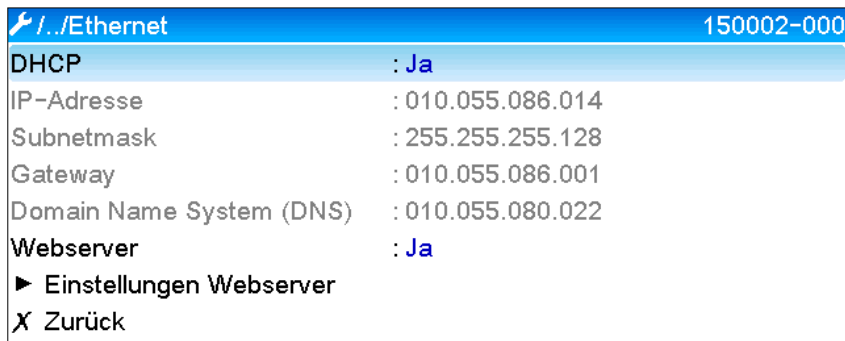 /../Ethernet 150002-000
DHCP : Ja
IP-Adresse : 010.055.086.014
Subnetmask : 255.255.255.128
Gateway : 010.055.086.001
Domain Name System (DNS) : 010.055.080.022
Webserver : Ja
► Einstellungen Webserver
X Zurück